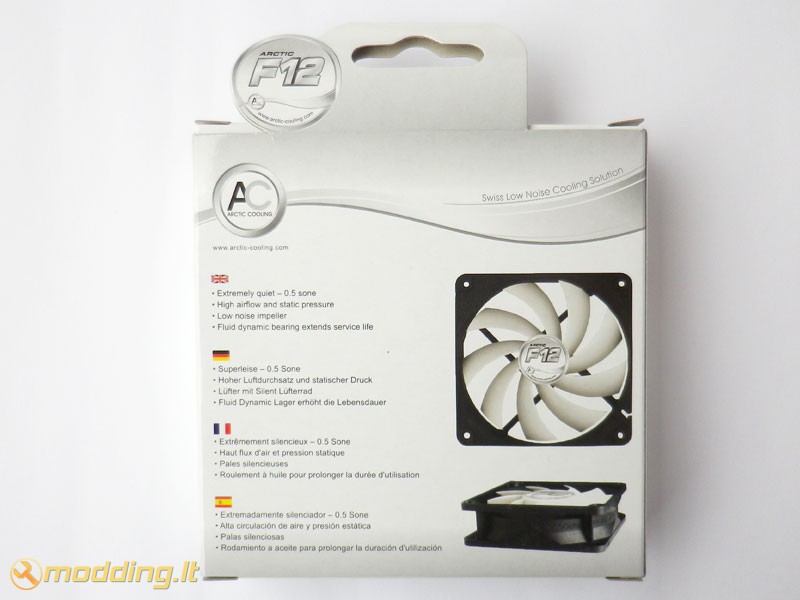 ARCTIC
F12
AC
www.arctic-cooling.com
AC
ARCTIC COOLING
Swiss Low Noise Cooling Solution
www.arctic-cooling.com
• Extremely quiet – 0.5 sone
• High airflow and static pressure
• Low noise impeller
• Fluid dynamic bearing extends service life
• Superleise – 0.5 Sone
• Hoher Luftdurchsatz und statischer Druck
• Lüfter mit Silent Lüfterrad
• Fluid Dynamic Lager erhöht die Lebensdauer
• Extrêmement silencieux – 0.5 Sone
• Haut flux d'air et pression statique
• Pales silencieuses
• Roulement à huile pour prolonger la durée d'utilisation
• Extremadamente silenciador – 0.5 Sone
• Alta circulación de aire y presión estática
• Palas silenciosas
• Rodamiento a aceite para prolongar la duración d'utilización
ARCTIC
F12
modding.lt